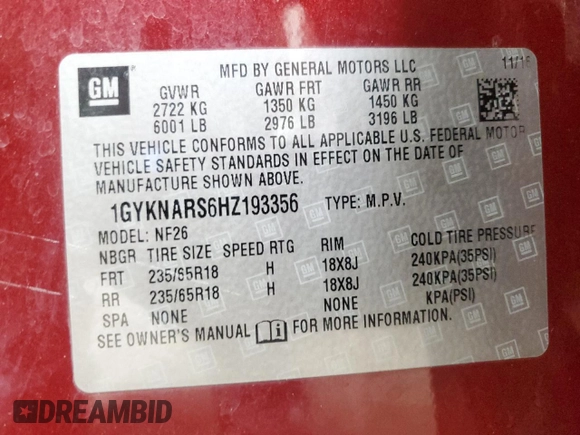 GM
MFD BY GENERAL MOTORS LLC 11/16
GVWR GAWR FRT GAWR RR
2722 KG 1350 KG 1450 KG
6001 LB 2976 LB 3196 LB
THIS VEHICLE CONFORMS TO ALL APPLICABLE U.S. FEDERAL MOTOR
VEHICLE SAFETY STANDARDS IN EFFECT ON THE DATE OF
MANUFACTURE SHOWN ABOVE.
1GYKNARS6HZ193356 TYPE: M.P.V.
MODEL: NF26
NBGR TIRE SIZE SPEED RTG RIM COLD TIRE PRESSURE
FRT 235/65R18 H 18X8J 240KPA(35PSI)
RR 235/65R18 H 18X8J 240KPA(35PSI)
SPA NONE NONE KPA(PSI)
SEE OWNER'S MANUAL FOR MORE INFORMATION.
DREAMBID